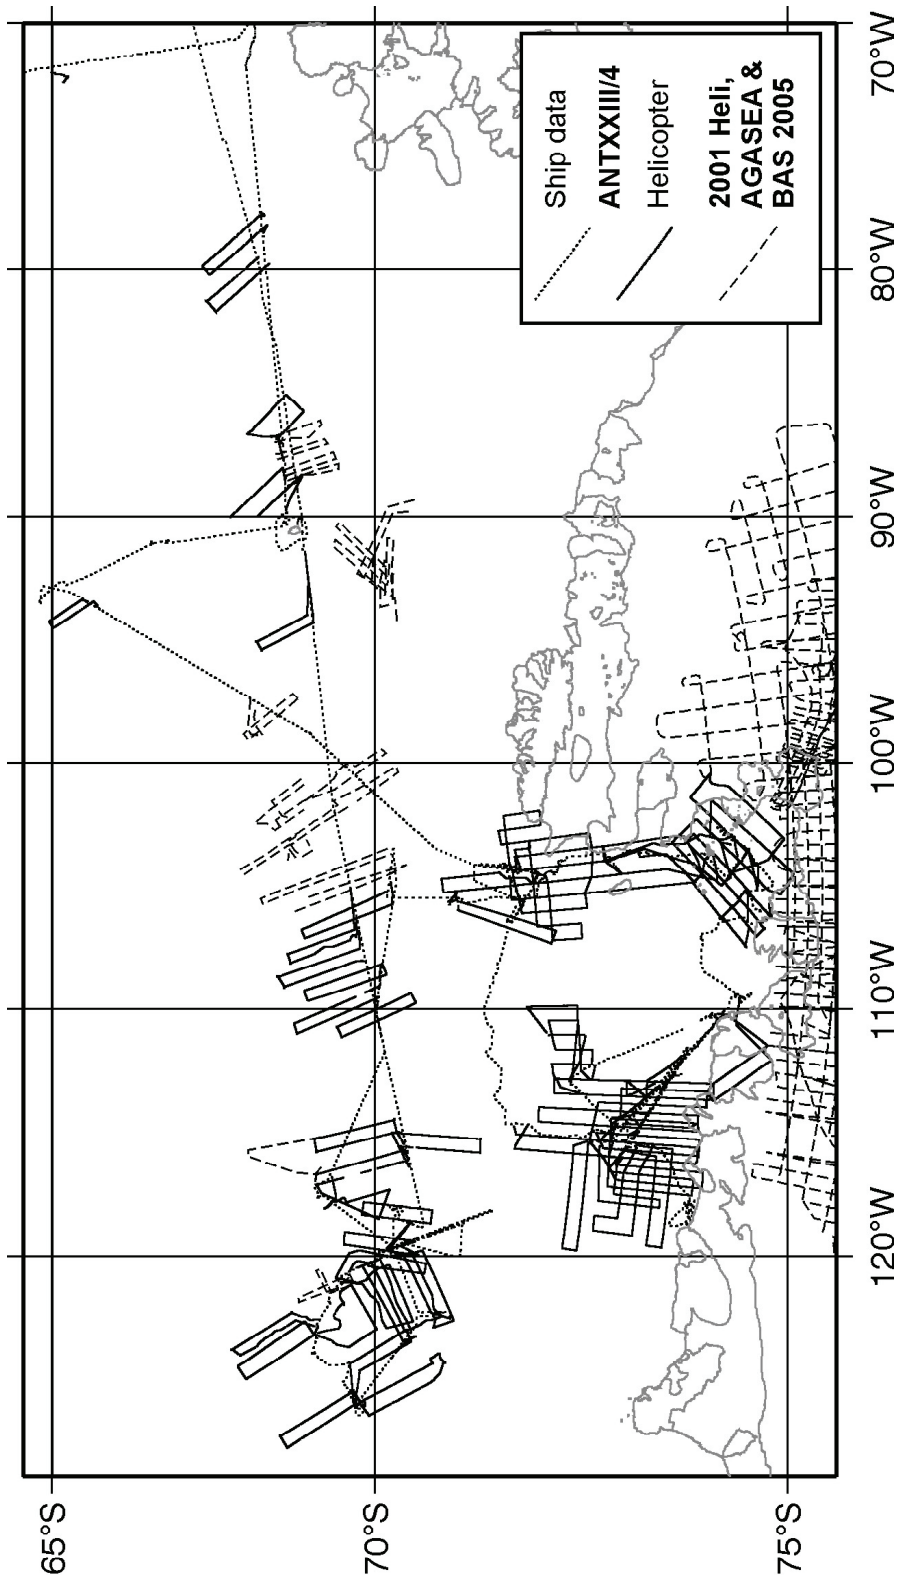 Ship data
ANTXXIII/4
Helicopter
2001 Heli,
AGASEA &
BAS 2005
65°S
70°S
75°S
120°W
110°W
100°W
90°W
80°W
70°W